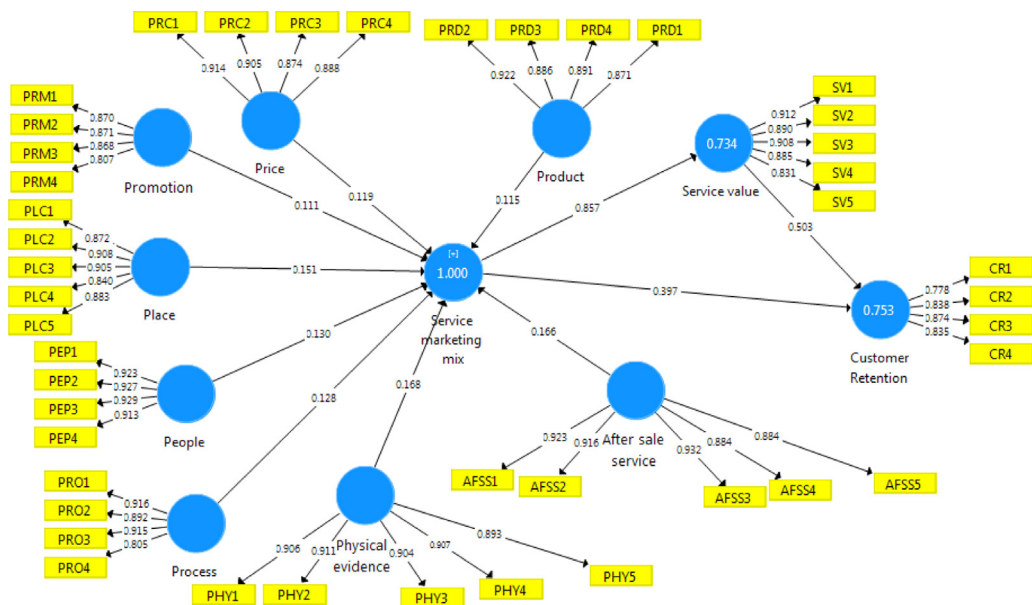 PRC1
PRC2
PRC3
PRC4
0.914
0.905
0.874
0.888
Price
PRD2
PRD3
PRD4
PRD1
0.922
0.886
0.891
0.871
Product
PRM1
PRM2
PRM3
PRM4
0.870
0.871
0.868
0.807
Promotion
SV1
SV2
SV3
SV4
SV5
0.912
0.890
0.908
0.885
0.831
0.734
Service value
0.119
0.111
0.115
0.857
0.503
PLC1
PLC2
PLC3
PLC4
PLC5
0.872
0.908
0.905
0.840
0.883
Place
0.151
[+]
1.000
Service
marketing
mix
0.397
CR1
CR2
CR3
CR4
0.778
0.838
0.874
0.835
0.753
Customer
Retention
PEP1
PEP2
PEP3
PEP4
0.923
0.927
0.929
0.913
People
0.130
0.128
0.168
0.166
After sale
service
0.923
0.916
0.932
0.884
0.884
AFSS1
AFSS2
AFSS3
AFSS4
AFSS5
PRO1
PRO2
PRO3
PRO4
0.916
0.892
0.915
0.805
Process
Physical
evidence
0.906
0.911
0.904
0.907
0.893
PHY1
PHY2
PHY3
PHY4
PHY5